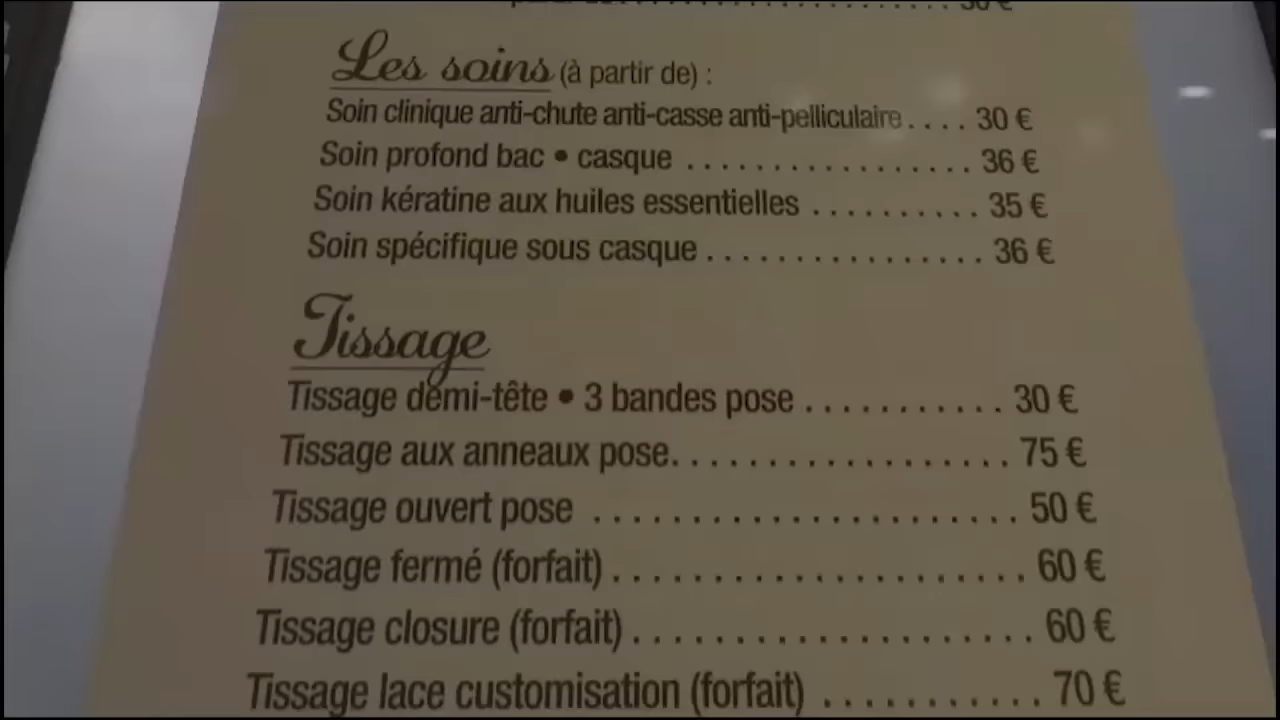 Les soins (à partir de) :
Soin clinique anti-chute anti-casse anti-pelliculaire.... 30 €
Soin profond bac • casque ................ 36 €
Soin kératine aux huiles essentielles .......... 35 €
Soin spécifique sous casque................ 36 €
Tissage
Tissage demi-tête • 3 bandes pose ........... 30 €
Tissage aux anneaux pose................. 75 €
Tissage ouvert pose ..................... 50 €
Tissage fermé (forfait)..................... 60 €
Tissage closure (forfait).................... 60 €
Tissage lace customisation (forfait) ........... 70 €